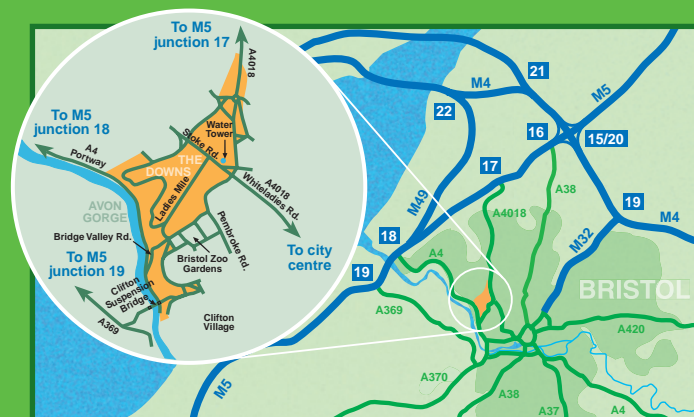 To M5
junction 17
A4018
To M5
junction 18
A4
Portway
Water
Tower
Stoke Rd.
THE
DOWNS
Ladies Mile
A4018
Whiteladies Rd.
AVON
GORGE
Bridge Valley Rd.
Pembroke Rd.
To M5
junction 19
Bristol Zoo
Gardens
To city
centre
Clifton
Suspension
Bridge
A369
Clifton
Village
21
M4
M5
22
16
15/20
17
A38
M49
19
A4018
M4
18
M32
A4
19
BRISTOL
A369
A420
A370
M5
A38
A37
A4